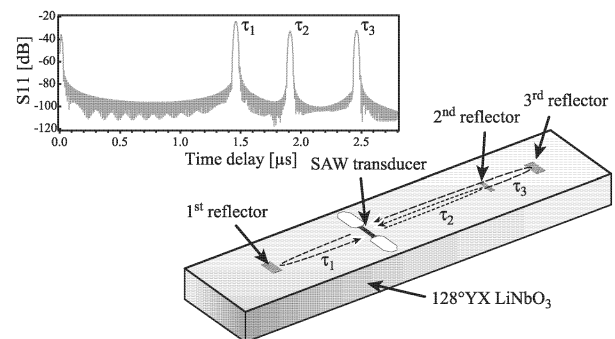 -20
-40
-60
-80
-100
-120
S11 [dB]
τ1
τ2
τ3
0.0
0.5
1.0
1.5
2.0
2.5
Time delay [µs]
SAW transducer
2nd reflector
3rd reflector
1st reflector
τ1
τ2
τ3
128°YX LiNbO3